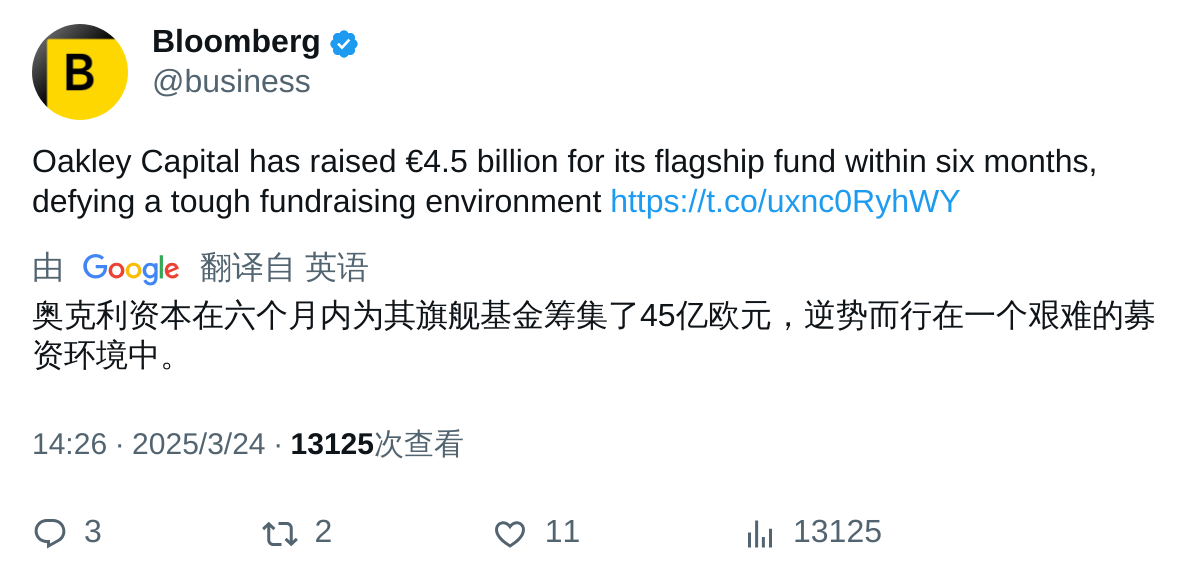 B
Bloomberg
@business
Oakley Capital has raised €4.5 billion for its flagship fund within six months,
defying a tough fundraising environment https://t.co/uxnc0RyhWY
由 Google 翻译自 英语
奥克利资本在六个月内为其旗舰基金筹集了45亿欧元，逆势而行在一个艰难的募
资环境中。
14:26 · 2025/3/24 · 13125次查看
3 2 11 13125